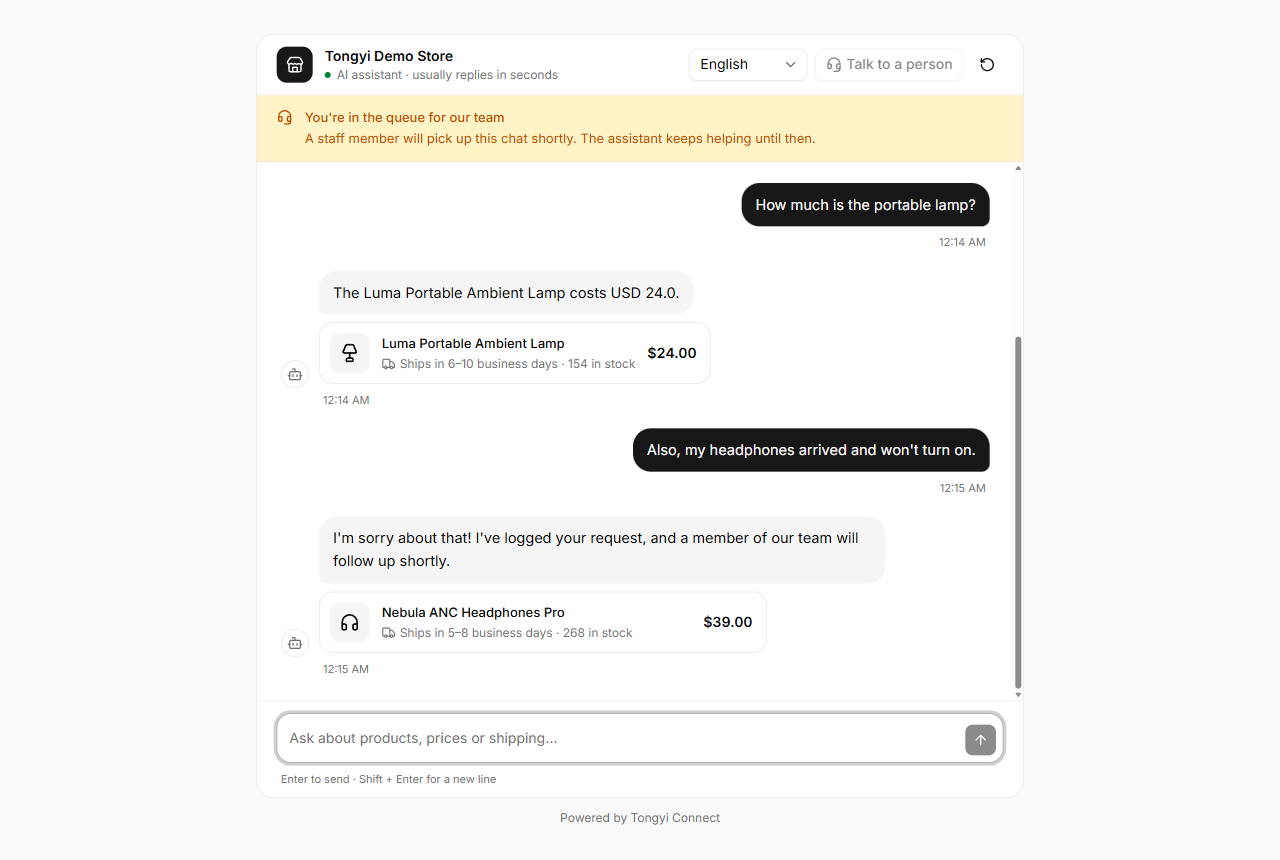 Tongyi Demo Store
AI assistant · usually replies in seconds
English
Talk to a person
You're in the queue for our team
A staff member will pick up this chat shortly. The assistant keeps helping until then.
How much is the portable lamp?
12:14 AM
The Luma Portable Ambient Lamp costs USD 24.0.
Luma Portable Ambient Lamp
Ships in 6–10 business days · 154 in stock
$24.00
12:14 AM
Also, my headphones arrived and won't turn on.
12:15 AM
I'm sorry about that! I've logged your request, and a member of our team will
follow up shortly.
Nebula ANC Headphones Pro
Ships in 5–8 business days · 268 in stock
$39.00
12:15 AM
Ask about products, prices or shipping...
Enter to send · Shift + Enter for a new line
Powered by Tongyi Connect